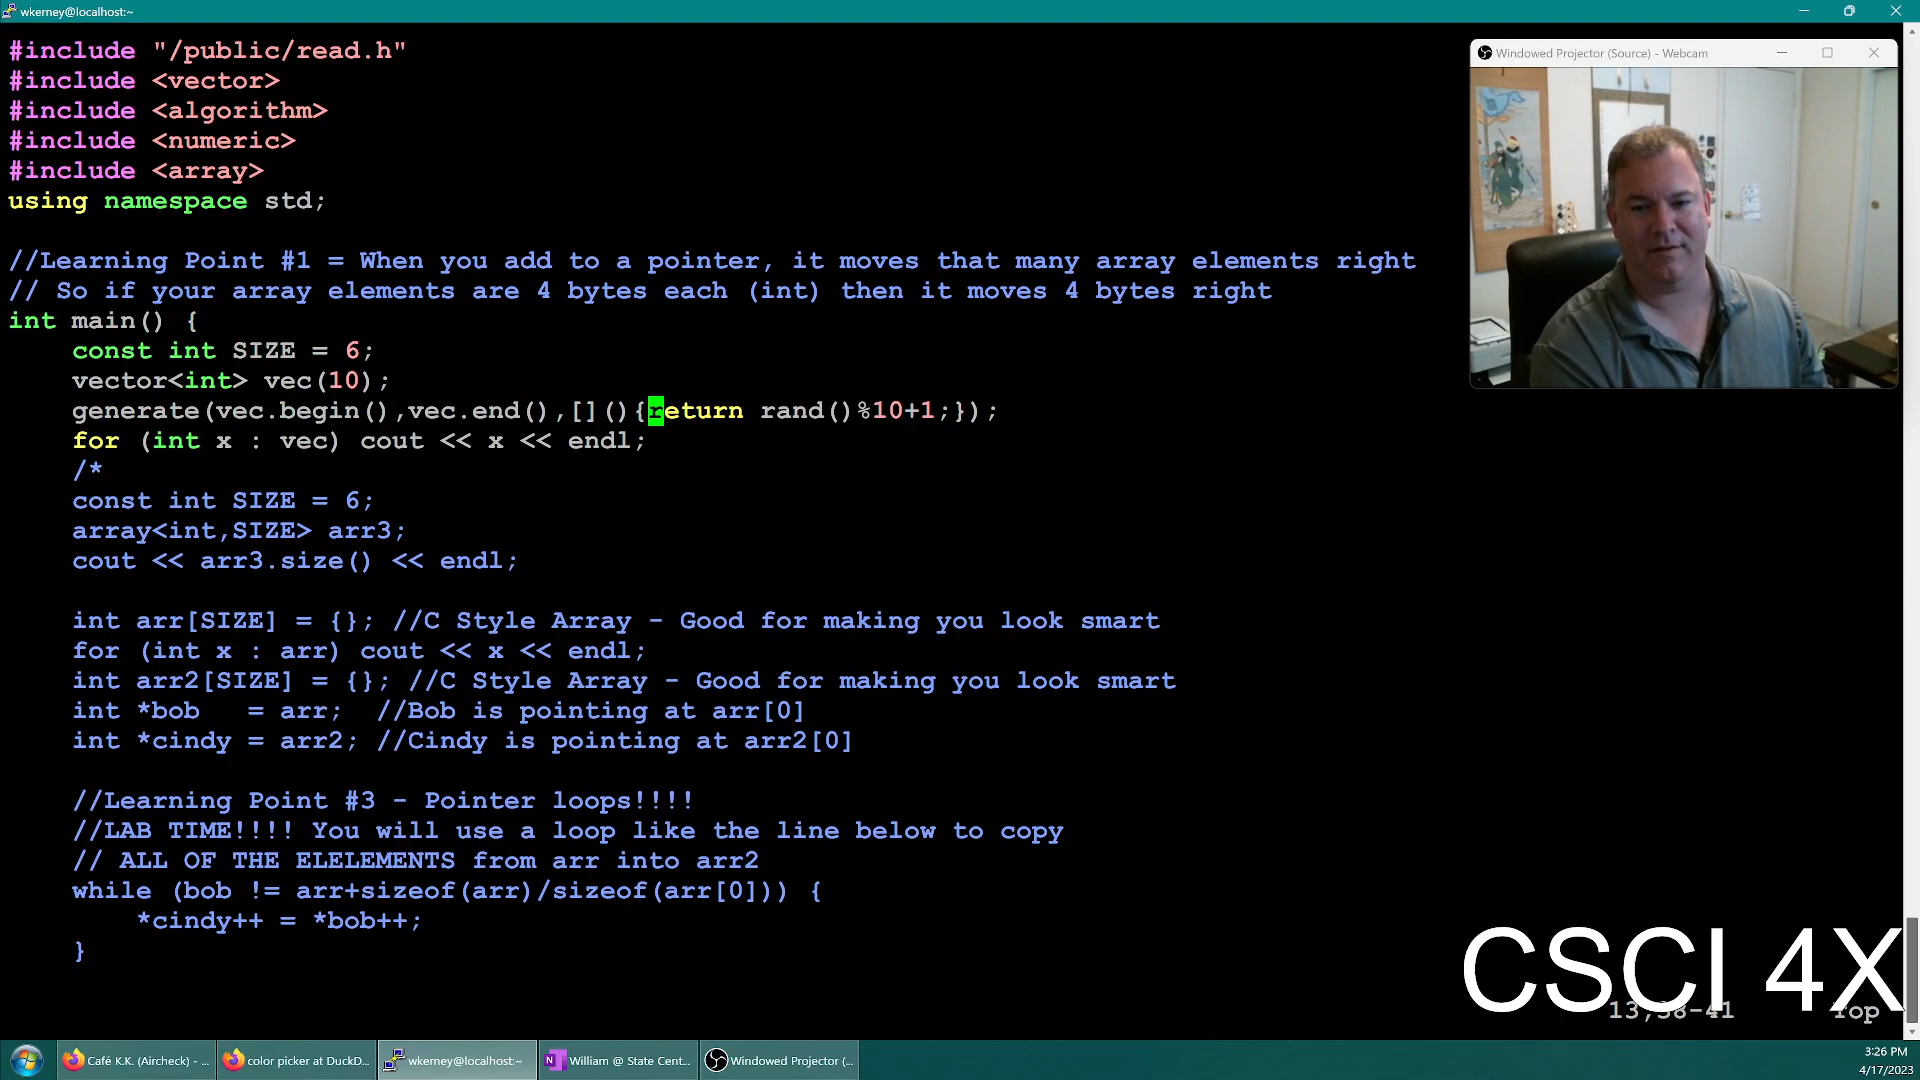 wkerney@localhost:~
#include "/public/read.h"
#include <vector>
#include <algorithm>
#include <numeric>
#include <array>
using namespace std;
//Learning Point #1 = When you add to a pointer, it moves that many array elements right
// So if your array elements are 4 bytes each (int) then it moves 4 bytes right
int main() {
const int SIZE = 6;
vector<int> vec(10);
generate(vec.begin(),vec.end(),[](){return rand()%10+1;});
for (int x : vec) cout << x << endl;
/*
const int SIZE = 6;
array<int,SIZE> arr3;
cout << arr3.size() << endl;
int arr[SIZE] = {}; //C Style Array - Good for making you look smart
for (int x : arr) cout << x << endl;
int arr2[SIZE] = {}; //C Style Array - Good for making you look smart
int *bob   = arr;  //Bob is pointing at arr[0]
int *cindy = arr2; //Cindy is pointing at arr2[0]
//Learning Point #3 - Pointer loops!!!!
//LAB TIME!!!! You will use a loop like the line below to copy
// ALL OF THE ELELEMENTS from arr into arr2
while (bob != arr+sizeof(arr)/sizeof(arr[0])) {
*cindy++ = *bob++;
}
Windowed Projector (Source) - Webcam
CSCI 4X
13,38-41 Top
Café K.K. (Aircheck) - ...
color picker at DuckD...
wkerney@localhost:~
William @ State Cent...
Windowed Projector (...
3:26 PM
4/17/2023